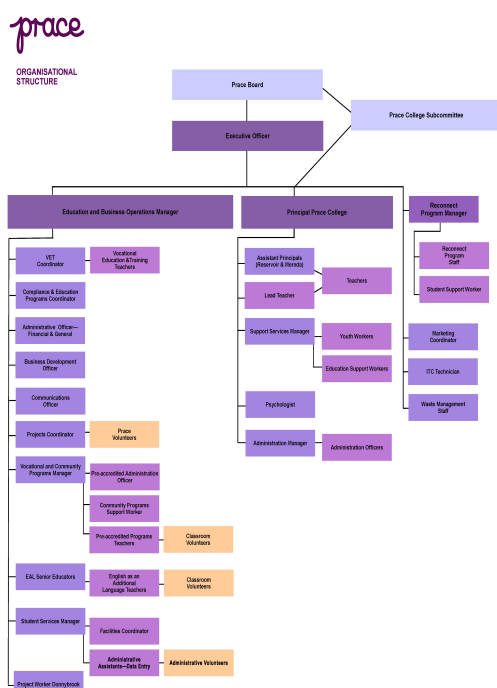 prace
ORGANISATIONAL
STRUCTURE
Prace Board
Prace College Subcommittee
Executive Officer
Education and Business Operations Manager
Principal Prace College
Reconnect
Program Manager
VET
Coordinator
Vocational
Education &Training
Teachers
Compliance & Education
Programs Coordinator
Administrative Officer—
Financial & General
Business Development
Officer
Communications
Officer
Projects Coordinator
Prace
Volunteers
Vocational and Community
Programs Manager
Pre-accredited Administration
Officer
Community Programs
Support Worker
Pre-accredited Programs
Teachers
Classroom
Volunteers
EAL Senior Educators
English as an
Additional
Language Teachers
Classroom
Volunteers
Student Services Manager
Facilities Coordinator
Administrative
Assistants—Data Entry
Administrative Volunteers
Project Worker Donnybrook
Assistant Principals
(Reservoir & Mernda)
Lead Teacher
Teachers
Support Services Manager
Youth Workers
Education Support Workers
Psychologist
Administration Manager
Administration Officers
Reconnect
Program
Staff
Student Support Worker
Marketing
Coordinator
ITC Technician
Waste Management
Staff